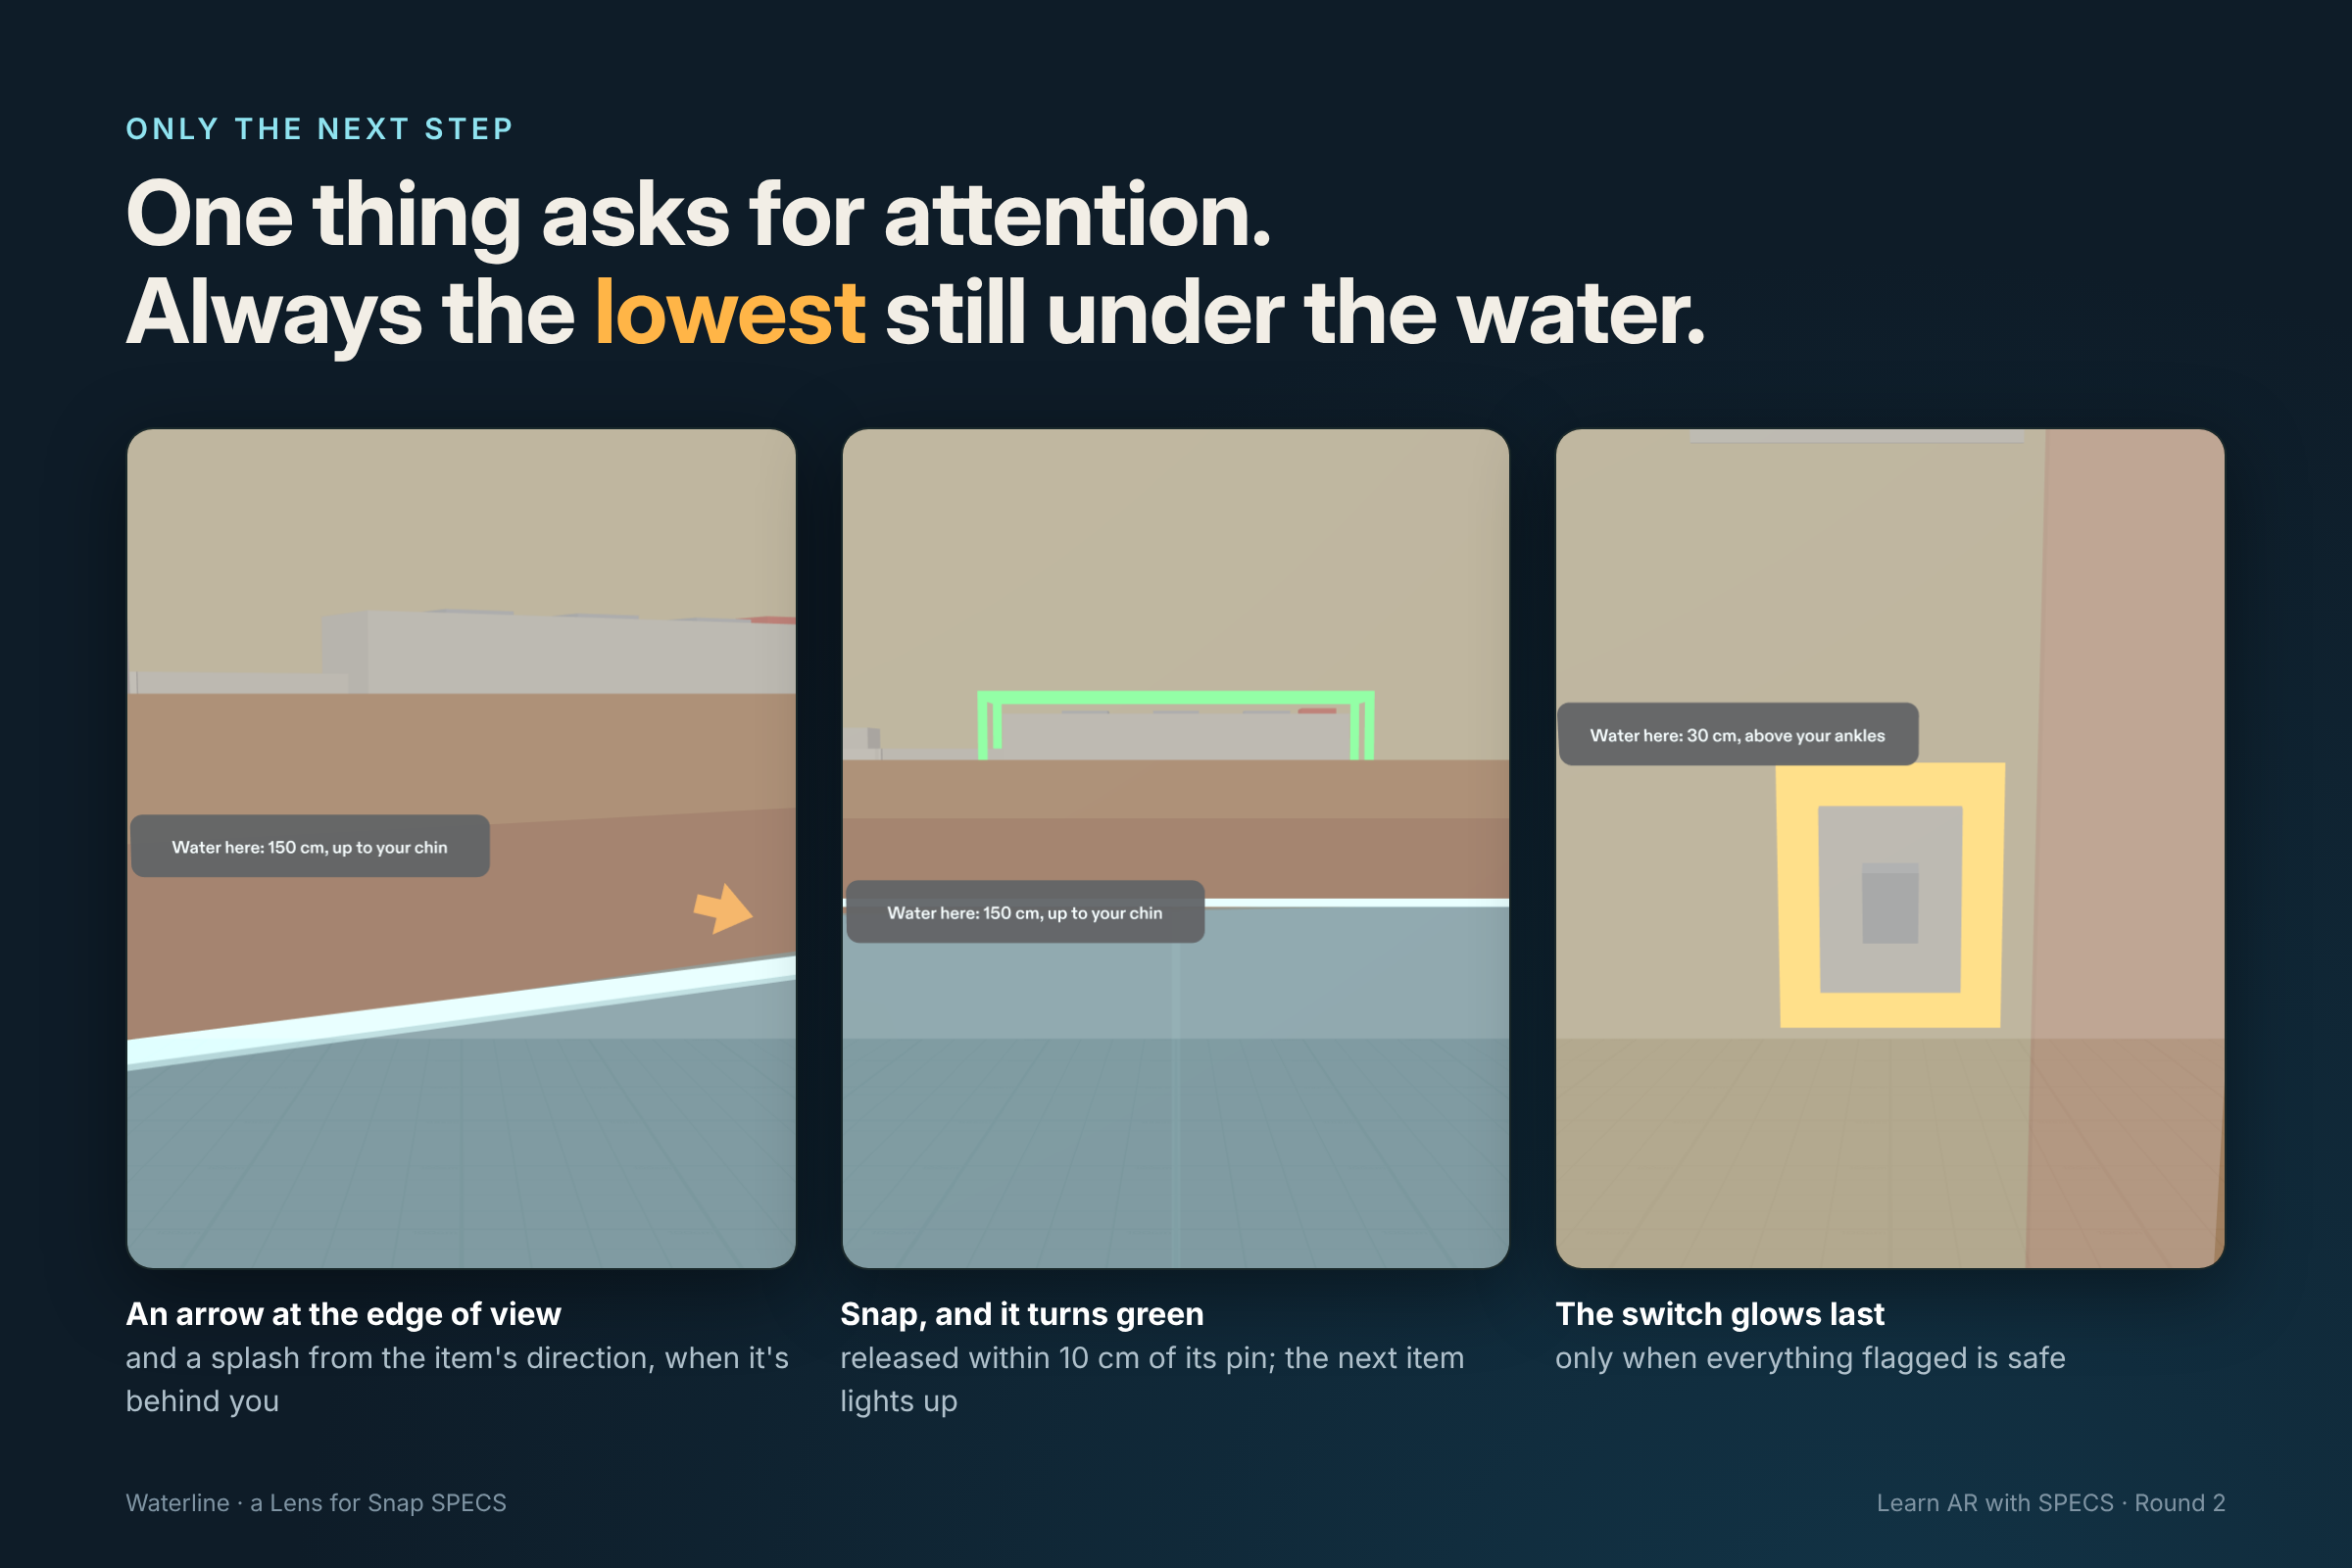 ONLY THE NEXT STEP
One thing asks for attention.
Always the lowest still under the water.
Water here: 150 cm, up to your chin
Water here: 150 cm, up to your chin
Water here: 30 cm, above your ankles
An arrow at the edge of view
and a splash from the item's direction, when it's
behind you
Snap, and it turns green
released within 10 cm of its pin; the next item
lights up
The switch glows last
only when everything flagged is safe
Waterline · a Lens for Snap SPECS
Learn AR with SPECS · Round 2